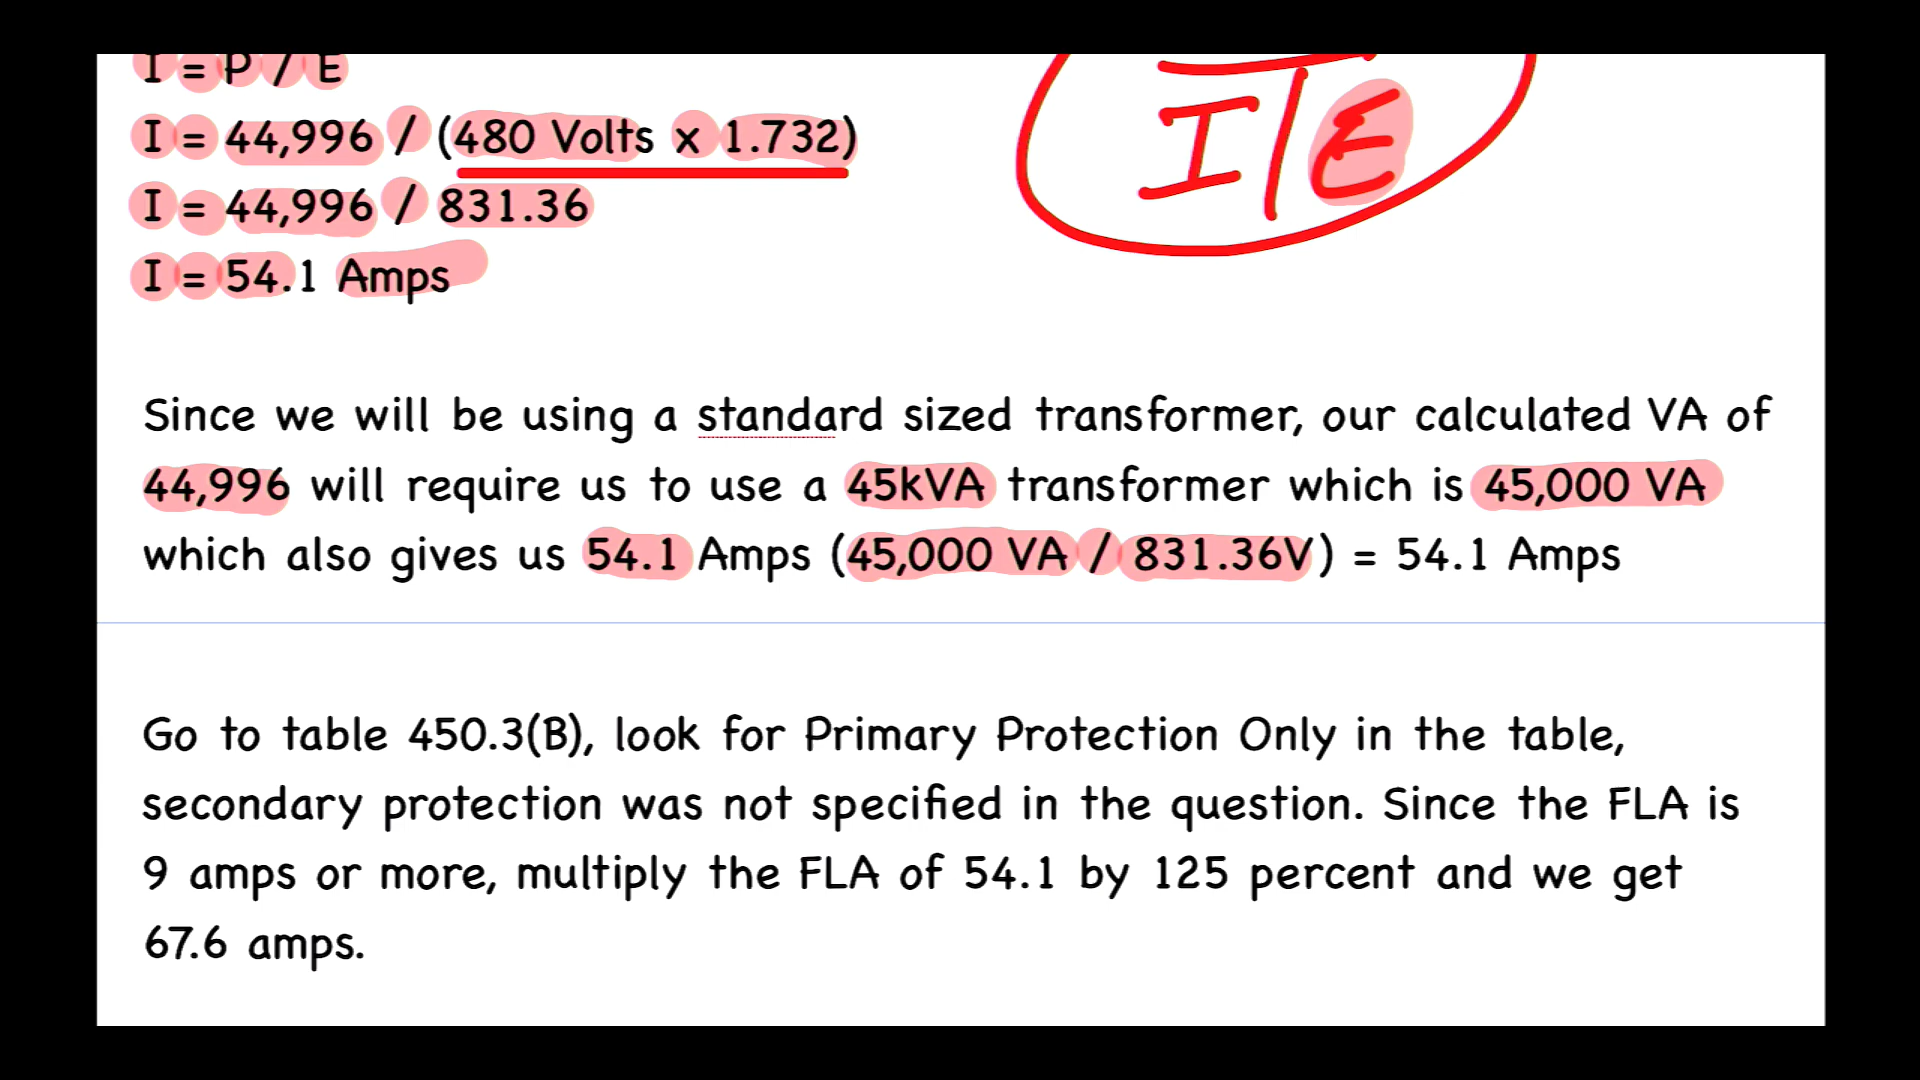 I = P / E
I = 44,996 / (480 Volts x 1.732)
I = 44,996 / 831.36
I = 54.1 Amps
I E
Since we will be using a standard sized transformer, our calculated VA of
44,996 will require us to use a 45kVA transformer which is 45,000 VA
which also gives us 54.1 Amps (45,000 VA / 831.36V) = 54.1 Amps
Go to table 450.3(B), look for Primary Protection Only in the table,
secondary protection was not specified in the question. Since the FLA is
9 amps or more, multiply the FLA of 54.1 by 125 percent and we get
67.6 amps.